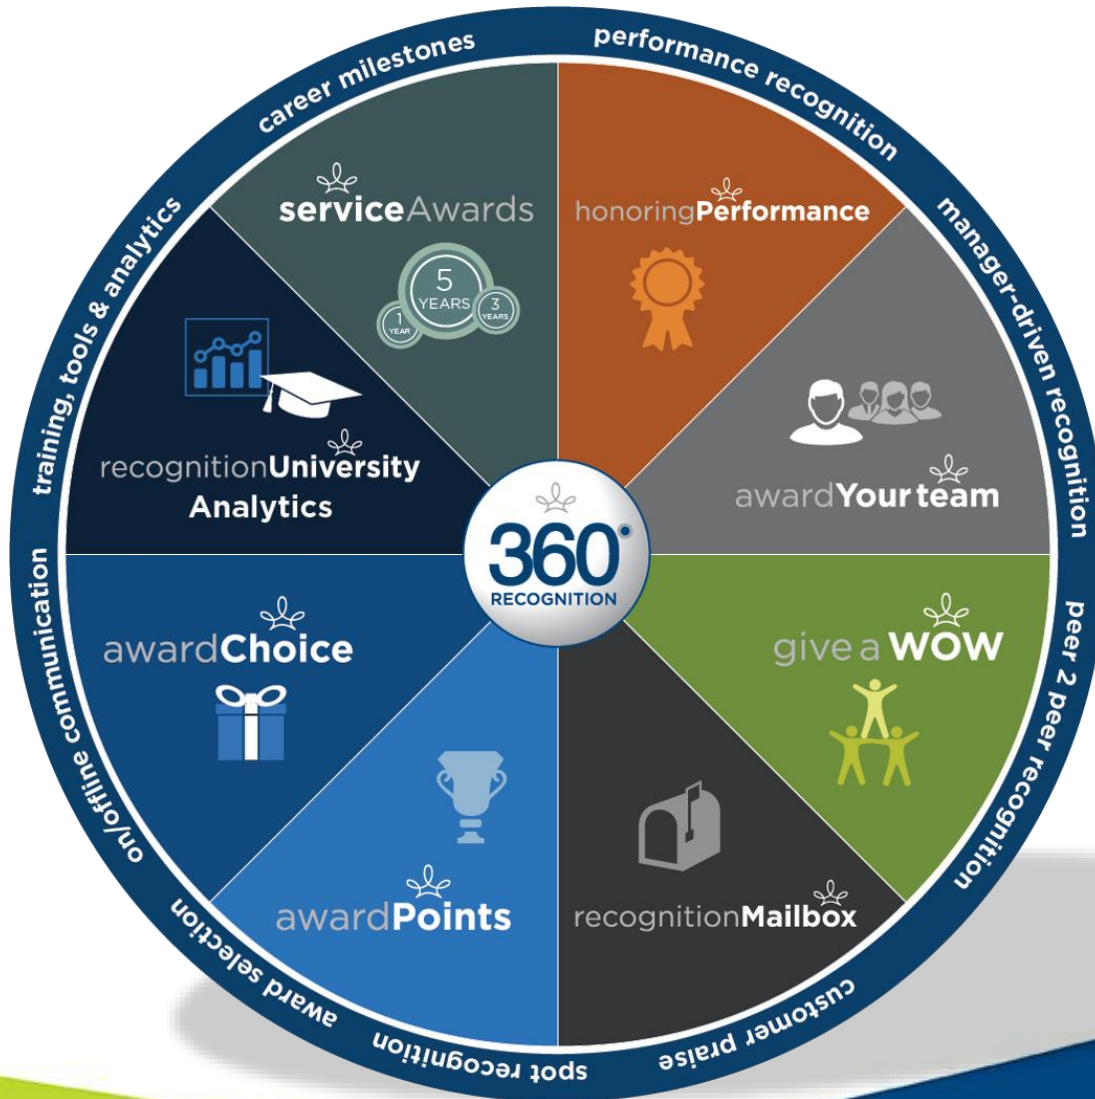 career milestones
performance recognition
manager-driven recognition
peer 2 peer recognition
customer praise
spot recognition
award selection
on/offline communication
training, tools & analytics
serviceAwards
5
YEARS
1
YEAR
3
YEARS
honoringPerformance
awardYourteam
give a WOW
recognitionMailbox
awardPoints
awardChoice
recognitionUniversity
Analytics
360°
RECOGNITION